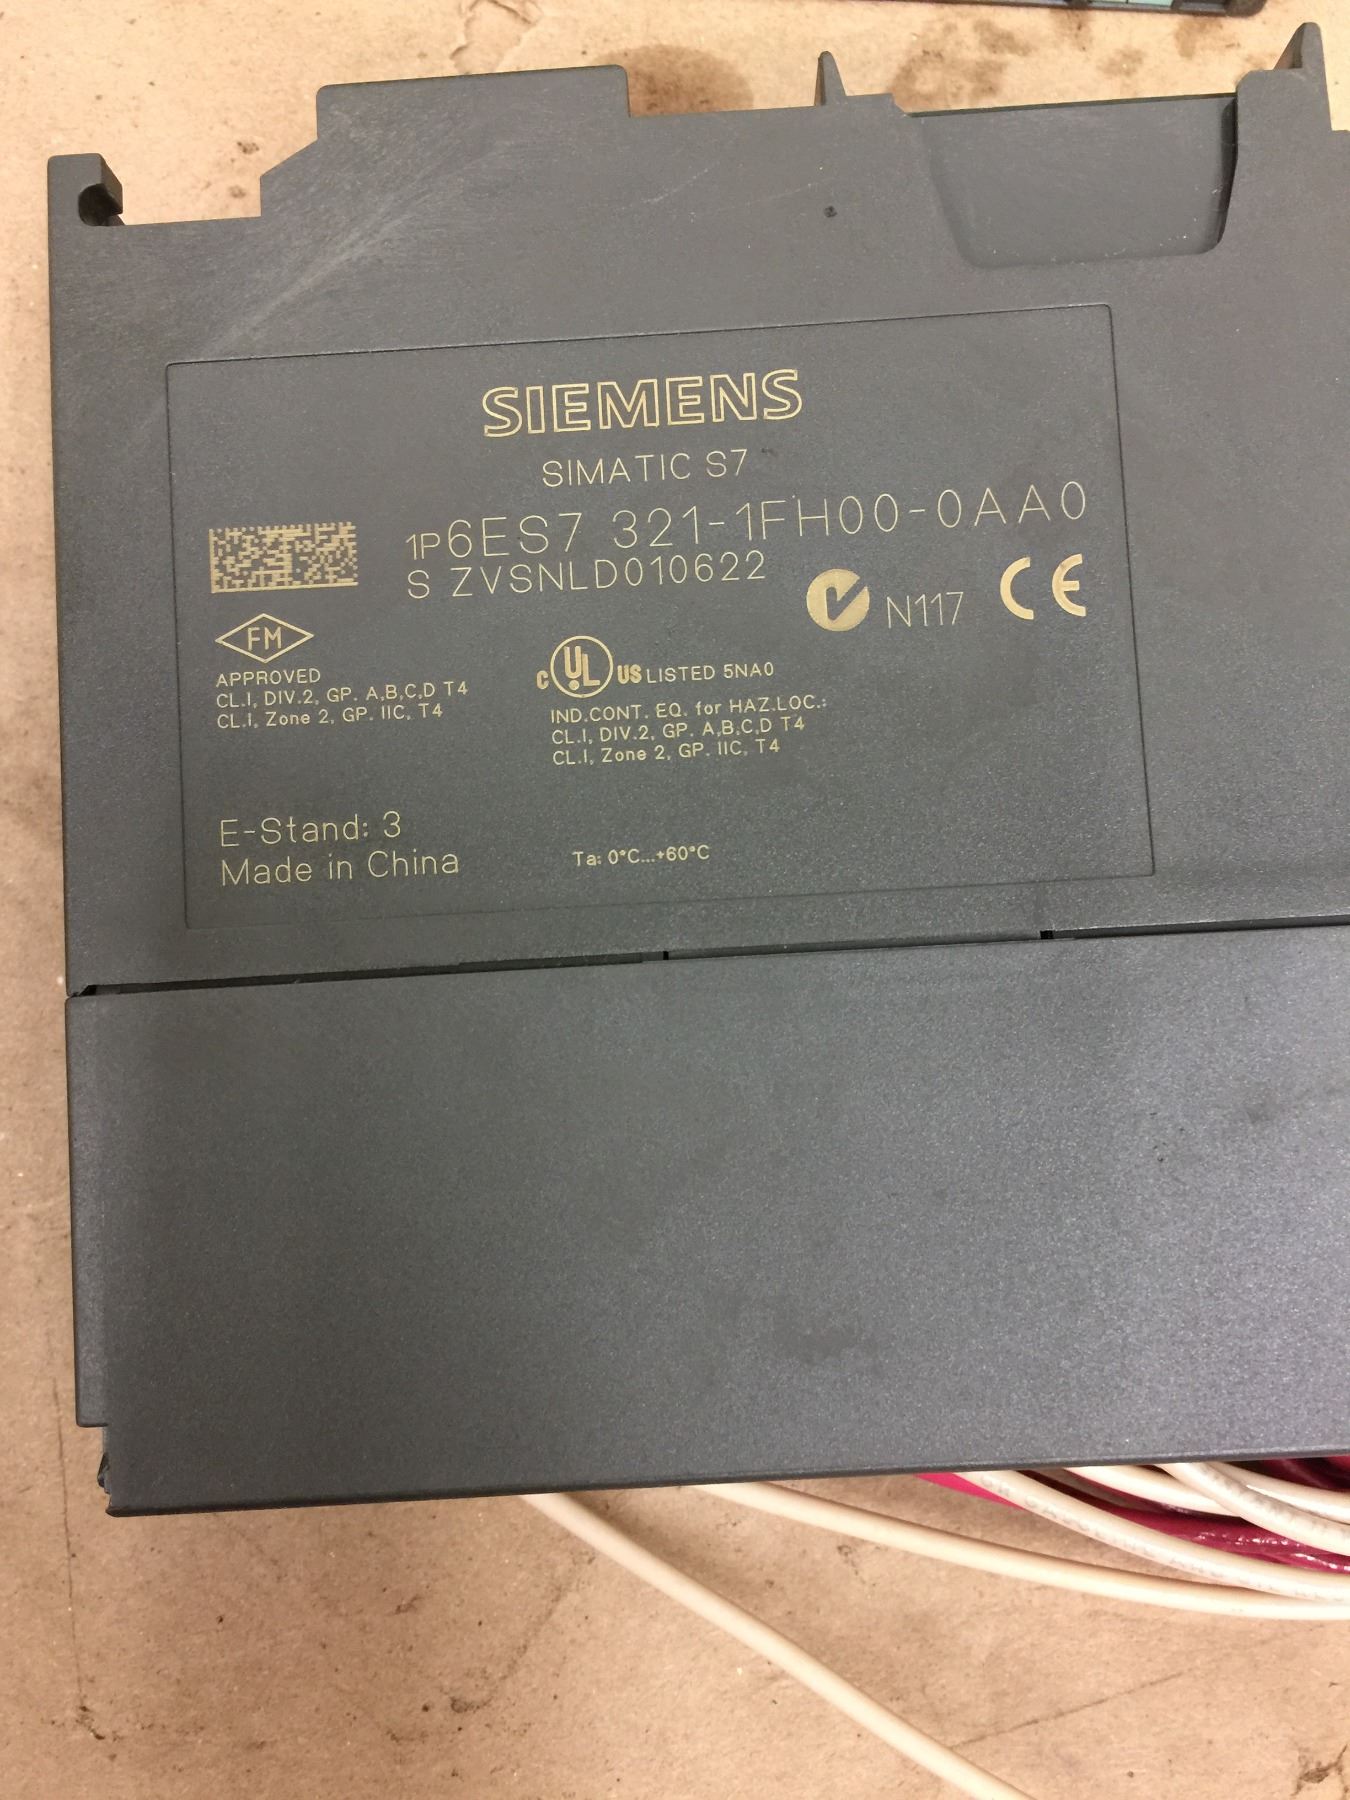 SIEMENS
SIMATIC S7
1P6ES7 321-1FH00-0AA0
S ZVSNLD010622
N117 CE
FM
APPROVED
CL.I, DIV.2, GP. A,B,C,D T4
CL.I, Zone 2, GP. IIC, T4
C UL US LISTED 5NA0
IND.CONT. EQ. for HAZ.LOC.:
CL.I, DIV.2, GP. A,B,C,D T4
CL.I, Zone 2, GP. IIC, T4
E-Stand: 3
Made in China
Ta: 0°C...+60°C